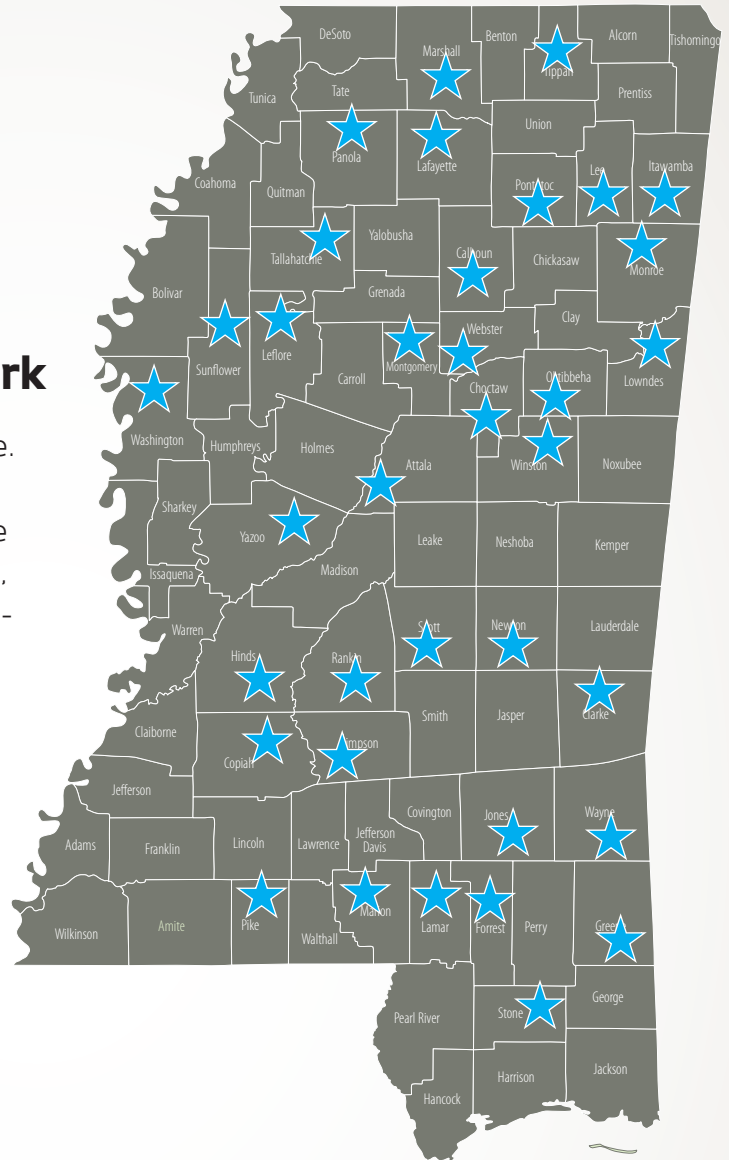 DeSoto
Marshall
Benton
Tippah
Alcorn
Tishomingo
Tunica
Tate
Prentiss
Union
Panola
Lafayette
Pontotoc
Lee
Itawamba
Coahoma
Quitman
Yalobusha
Tallahatchie
Calhoun
Chickasaw
Monroe
Bolivar
Grenada
Clay
Webster
Sunflower
Leflore
Carroll
Montgomery
Choctaw
Oktibbeha
Lowndes
rk
Washington
Humphreys
Holmes
Attala
Winston
Noxubee
e.
Sharkey
Yazoo
Leake
Neshoba
Kemper
e
Issaquena
Madison
.
-
Warren
Hinds
Rankin
Scott
Newton
Lauderdale
Claiborne
Copiah
Simpson
Smith
Jasper
Clarke
Jefferson
Adams
Franklin
Lincoln
Lawrence
Jefferson
Davis
Covington
Jones
Wayne
Wilkinson
Amite
Pike
Walthall
Marion
Lamar
Forrest
Perry
Greene
Pearl River
Stone
George
Hancock
Harrison
Jackson